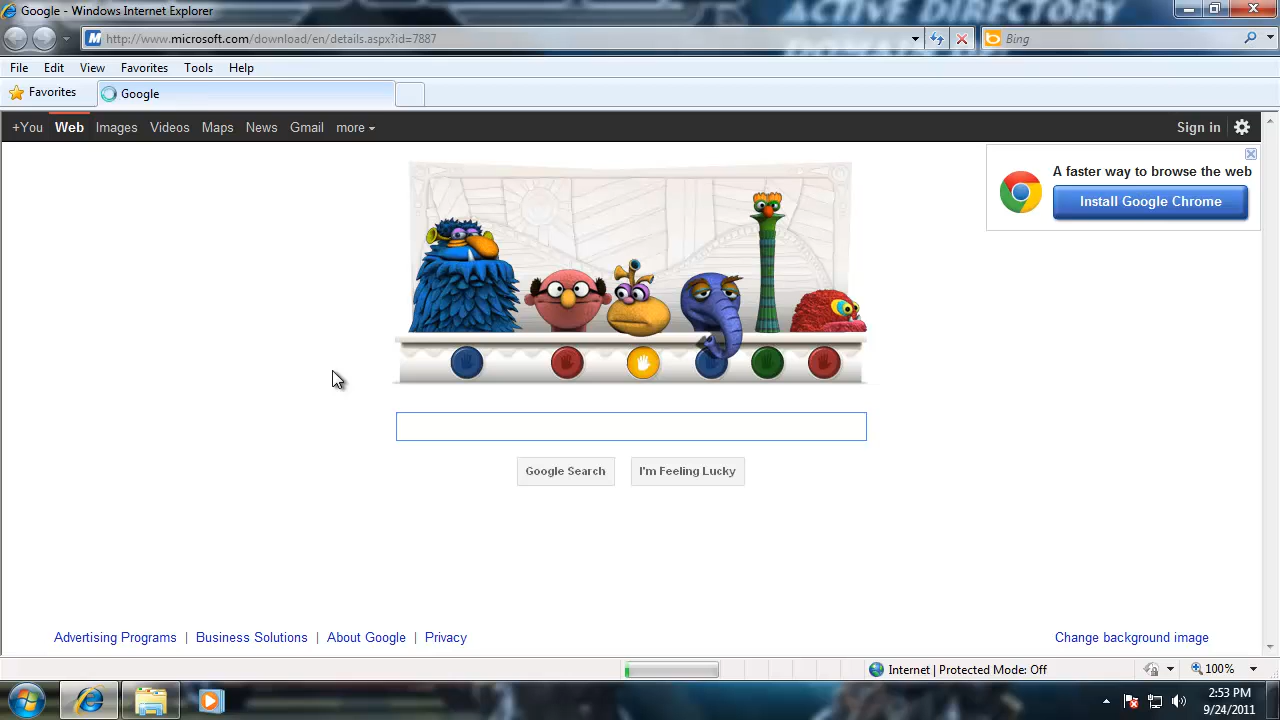 Google - Windows Internet Explorer
ACTIVE DIRECTORY
http://www.microsoft.com/download/en/details.aspx?id=7887
Bing
File Edit View Favorites Tools Help
Favorites Google
+You Web Images Videos Maps News Gmail more Sign in
A faster way to browse the web
Install Google Chrome
Google Search I'm Feeling Lucky
Advertising Programs | Business Solutions | About Google | Privacy Change background image
Internet | Protected Mode: Off 100%
2:53 PM
9/24/2011